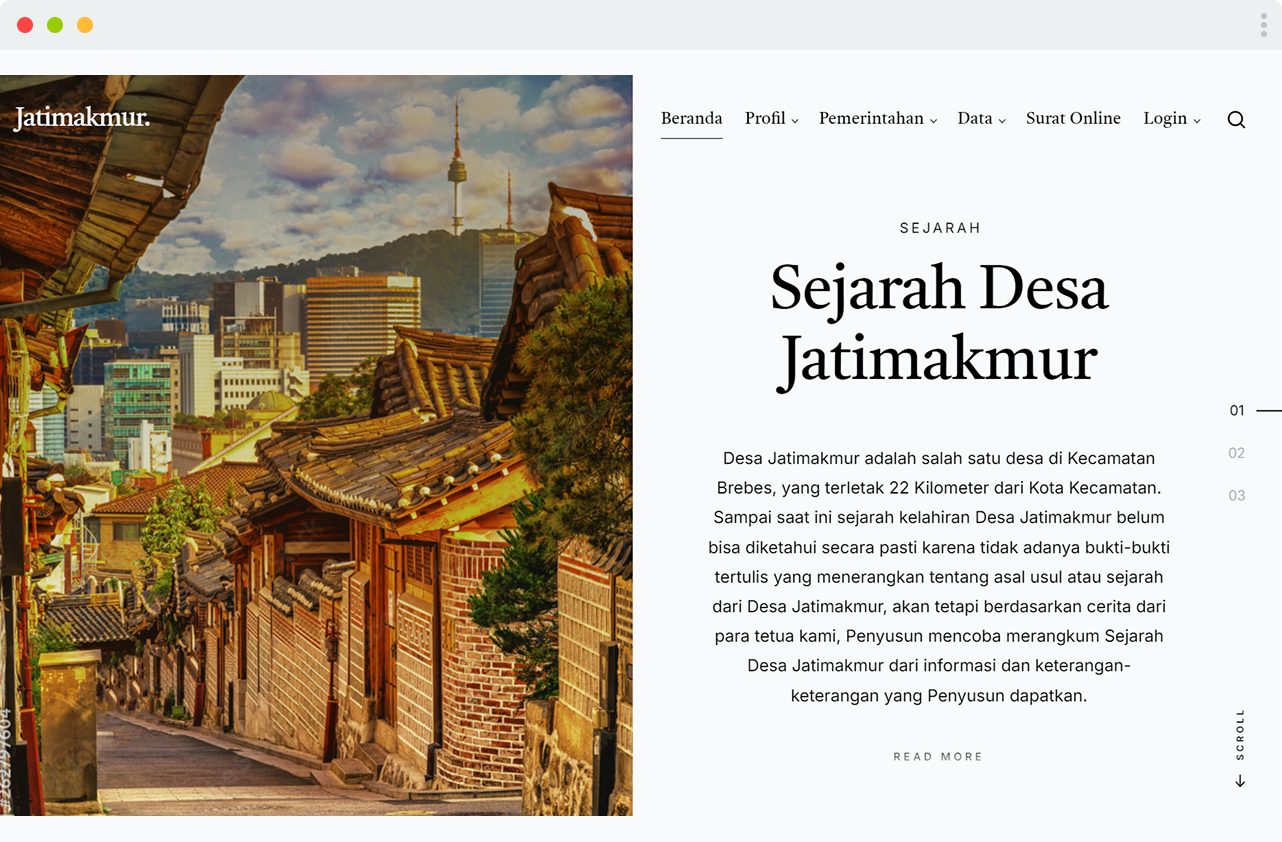 Jatimakmur.
Beranda Profil Pemerintahan Data Surat Online Login
SEJARAH
Sejarah Desa
Jatimakmur
01
02
03
Desa Jatimakmur adalah salah satu desa di Kecamatan
Brebes, yang terletak 22 Kilometer dari Kota Kecamatan.
Sampai saat ini sejarah kelahiran Desa Jatimakmur belum
bisa diketahui secara pasti karena tidak adanya bukti-bukti
tertulis yang menerangkan tentang asal usul atau sejarah
dari Desa Jatimakmur, akan tetapi berdasarkan cerita dari
para tetua kami, Penyusun mencoba merangkum Sejarah
Desa Jatimakmur dari informasi dan keterangan-
keterangan yang Penyusun dapatkan.
READ MORE
SCROLL
#262797604